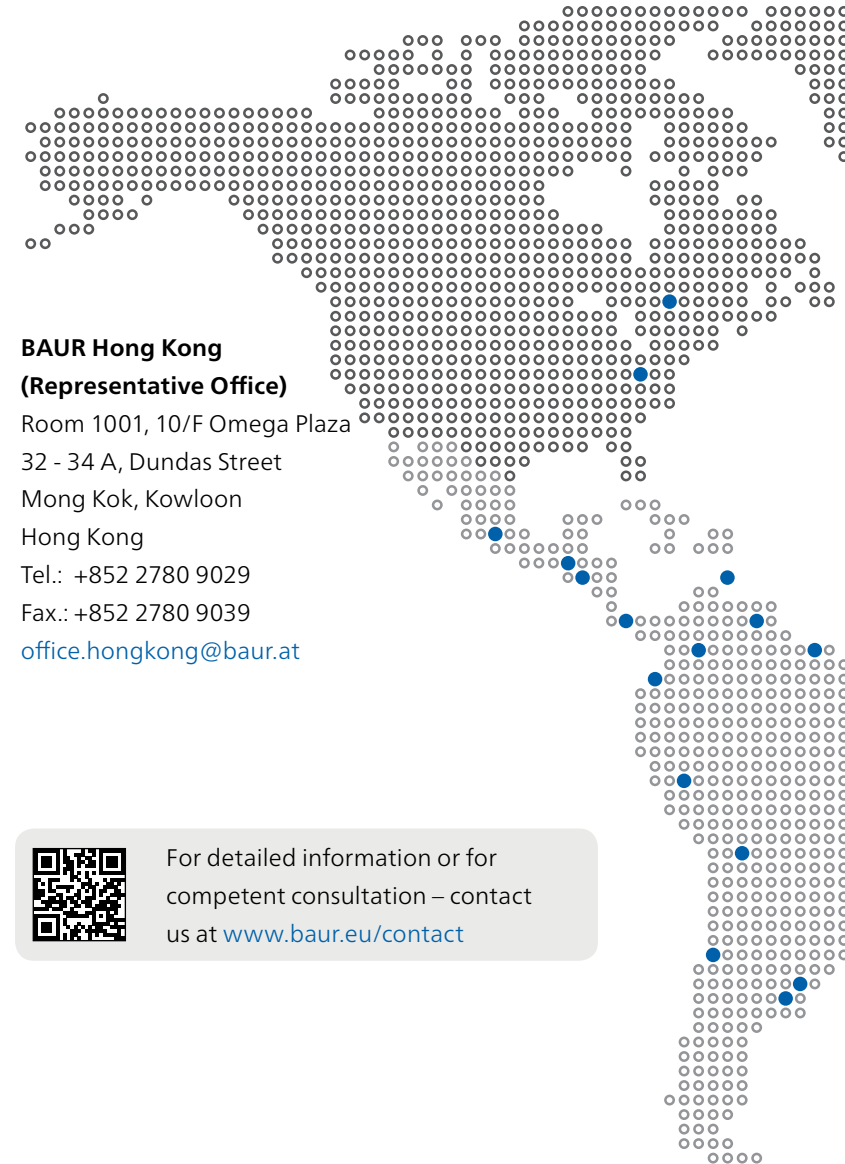 BAUR Hong Kong
(Representative Office)
Room 1001, 10/F Omega Plaza
32 - 34 A, Dundas Street
Mong Kok, Kowloon
Hong Kong
Tel.: +852 2780 9029
Fax.: +852 2780 9039
office.hongkong@baur.at
For detailed information or for
competent consultation – contact
us at www.baur.eu/contact